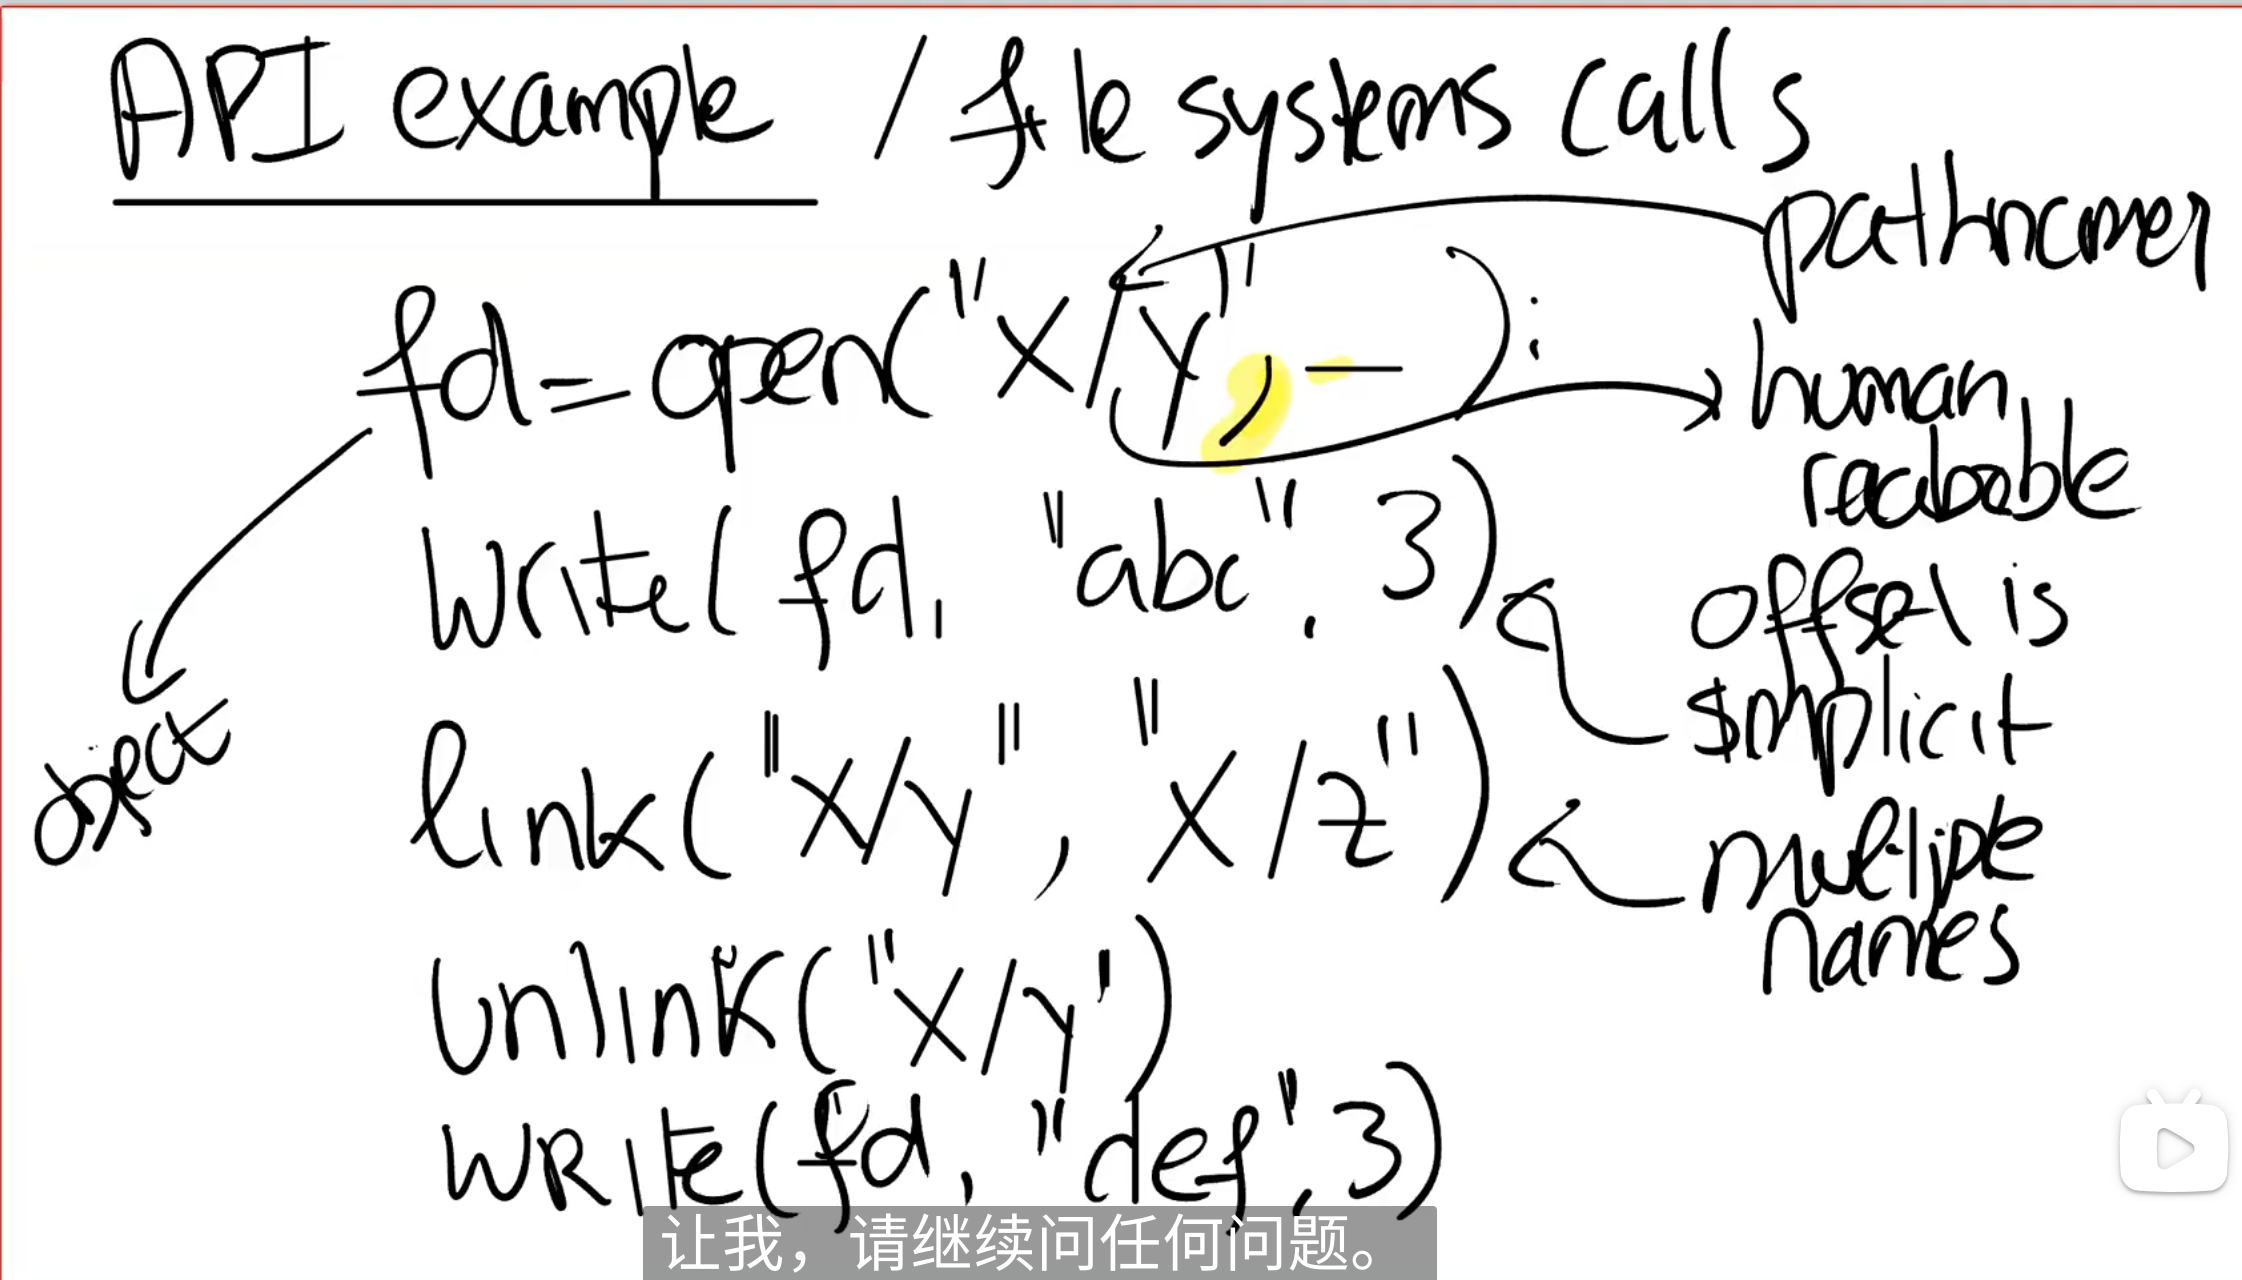 API example / file systems calls
pathnames
fd = open("x/y", - );
human
readable
write(fd, "abc", 3)
offset is
implicit
object
link("x/y", "x/z")
multiple
names
unlink("x/y")
write(fd, "def", 3)
让我，请继续问任何问题。